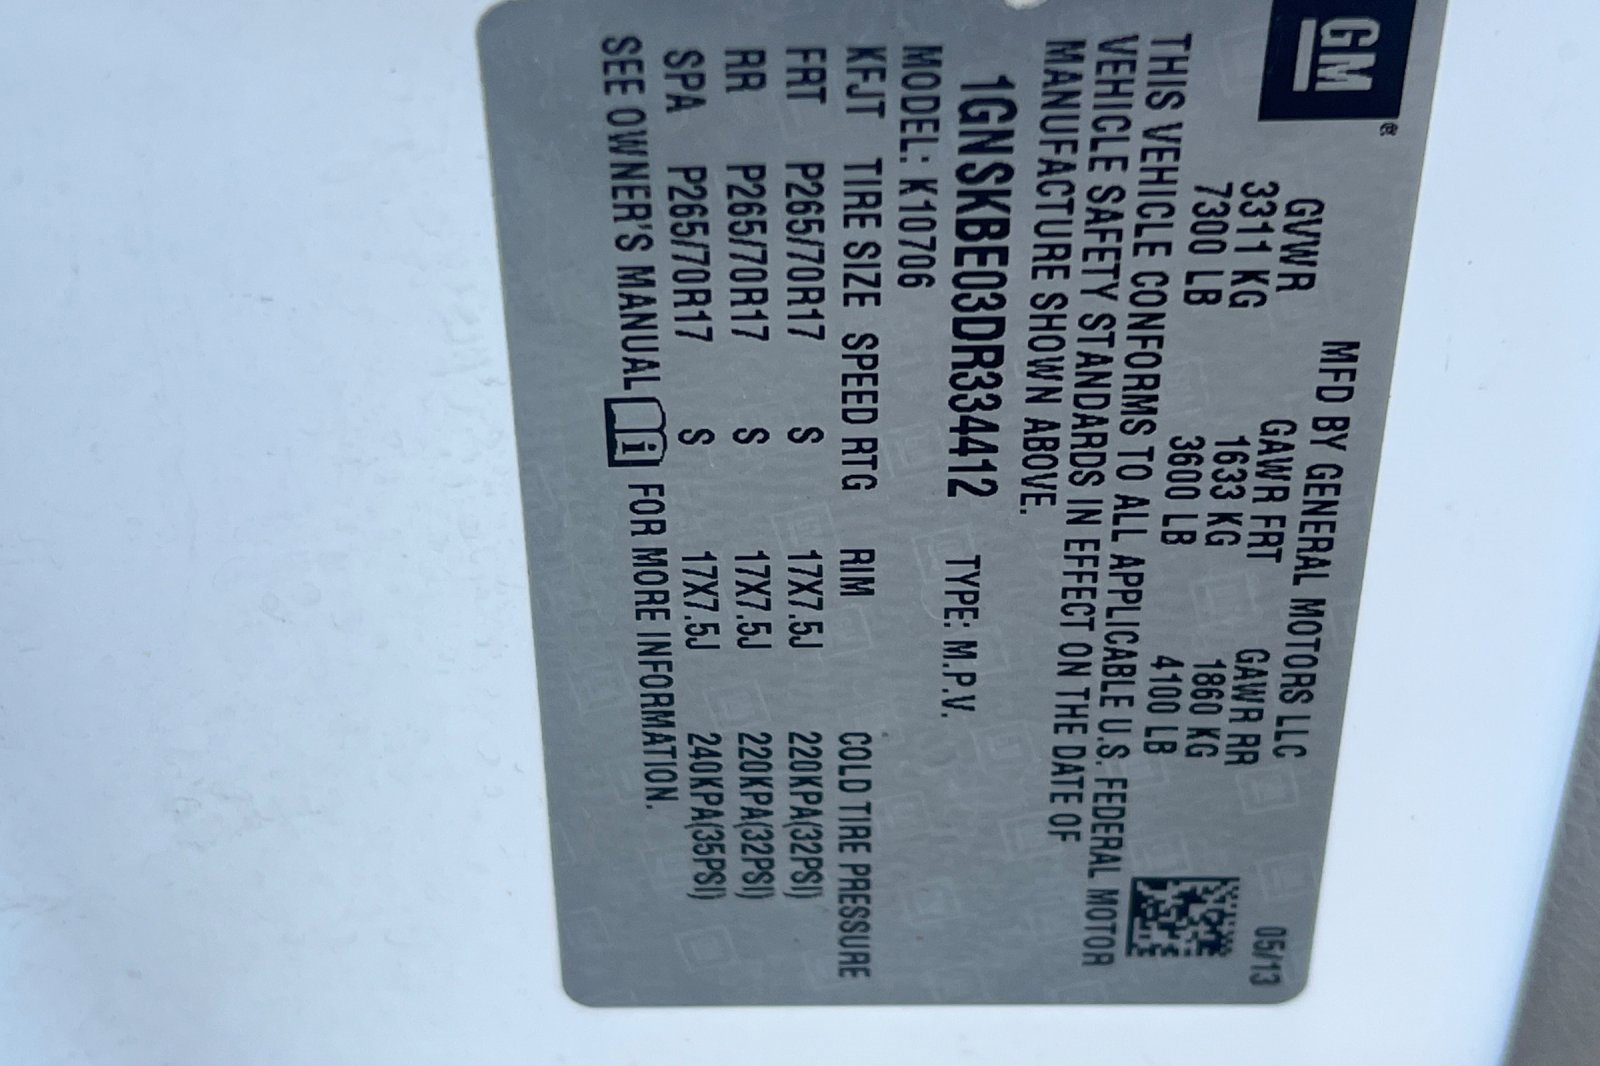 GM®
MFD BY GENERAL MOTORS LLC 05/13
GVWR GAWR FRT GAWR RR
3311 KG 1633 KG 1860 KG
7300 LB 3600 LB 4100 LB
THIS VEHICLE CONFORMS TO ALL APPLICABLE U.S. FEDERAL MOTOR
VEHICLE SAFETY STANDARDS IN EFFECT ON THE DATE OF
MANUFACTURE SHOWN ABOVE.
1GNSKBE03DR334412 TYPE: M.P.V.
MODEL: K10706
KFJT TIRE SIZE SPEED RTG RIM COLD TIRE PRESSURE
FRT P265/70R17 S 17X7.5J 220KPA(32PSI)
RR P265/70R17 S 17X7.5J 220KPA(32PSI)
SPA P265/70R17 S 17X7.5J 240KPA(35PSI)
SEE OWNER'S MANUAL i FOR MORE INFORMATION.